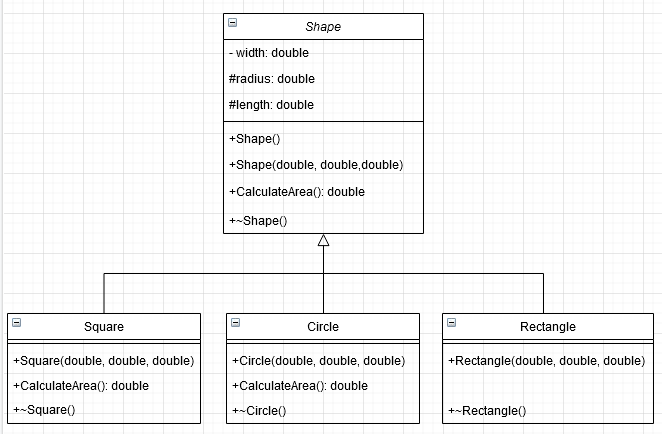 Shape
- width: double
#radius: double
#length: double
+Shape()
+Shape(double, double,double)
+CalculateArea(): double
+~Shape()
Square
+Square(double, double, double)
+CalculateArea(): double
+~Square()
Circle
+Circle(double, double, double)
+CalculateArea(): double
+~Circle()
Rectangle
+Rectangle(double, double, double)
+~Rectangle()